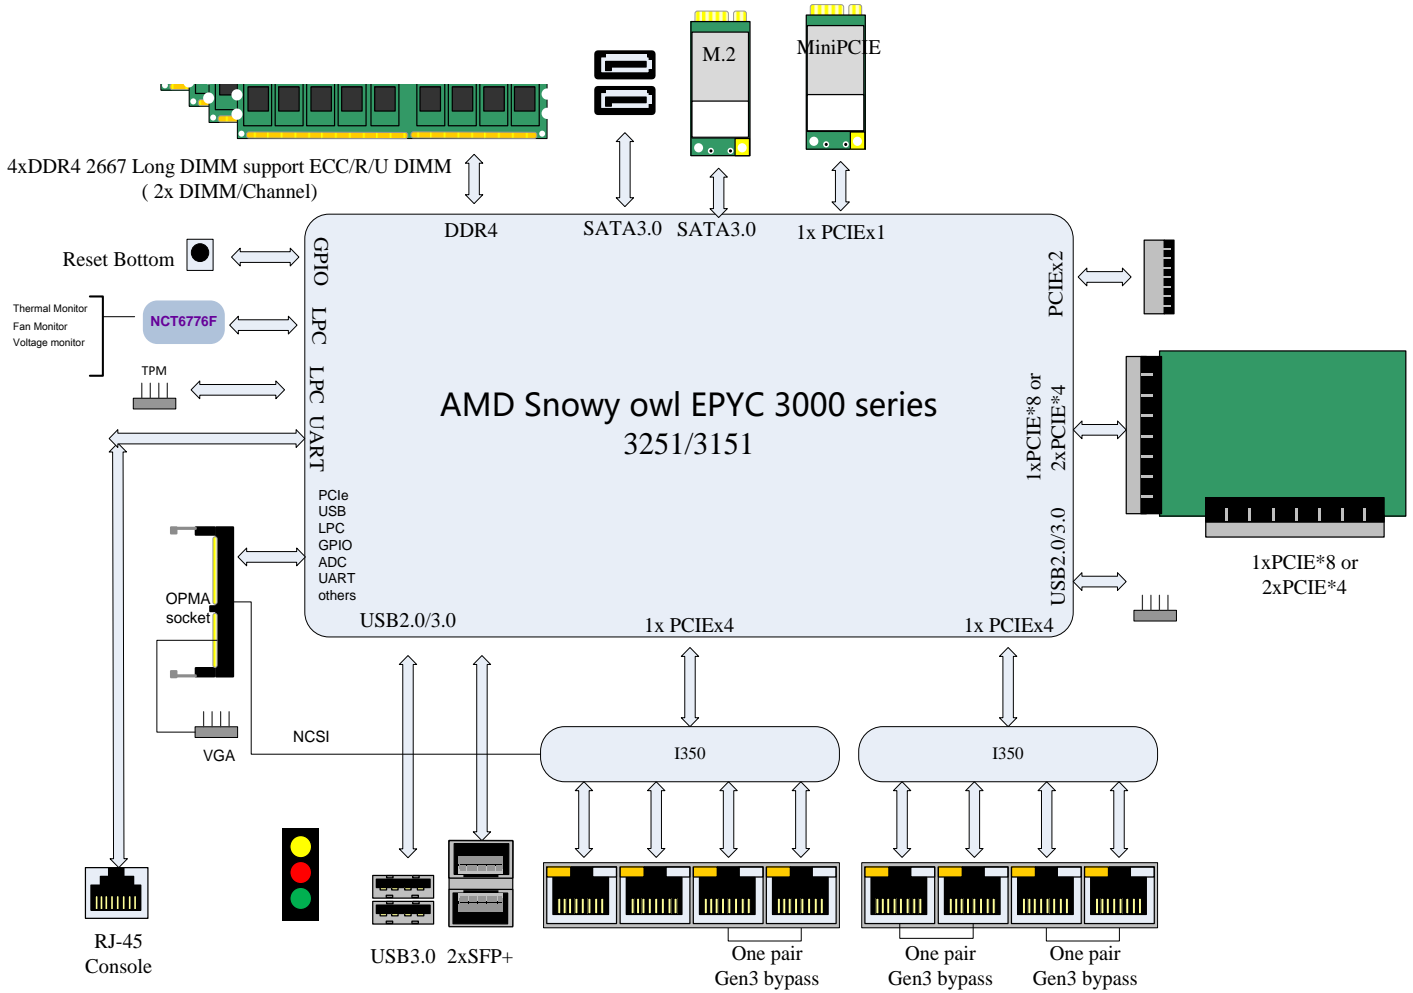 M.2
MiniPCIE
4xDDR4 2667 Long DIMM support ECC/R/U DIMM
( 2x DIMM/Channel)
DDR4
SATA3.0
SATA3.0
1x PCIEx1
Reset Bottom
GPIO
PCIEx2
Thermal Monitor
Fan Monitor
Voltage monitor
NCT6776F
LPC
TPM
LPC
AMD Snowy owl EPYC 3000 series
3251/3151
1xPCIE*8 or
2xPCIE*4
UART
PCIe
USB
LPC
GPIO
ADC
UART
others
OPMA
socket
USB2.0/3.0
1xPCIE*8 or
2xPCIE*4
USB2.0/3.0
1x PCIEx4
1x PCIEx4
VGA
NCSI
I350
I350
RJ-45
Console
USB3.0
2xSFP+
One pair
Gen3 bypass
One pair
Gen3 bypass
One pair
Gen3 bypass